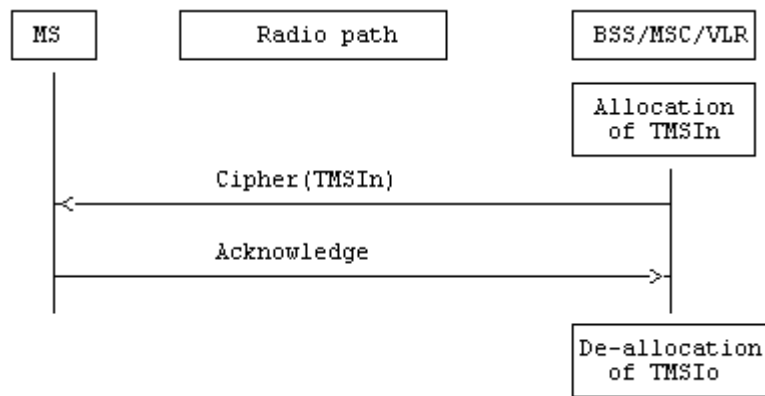 MS
Radio path
BSS/MSC/VLR
Allocation
of TMSIn
Cipher(TMSIn)
Acknowledge
De-allocation
of TMSIo